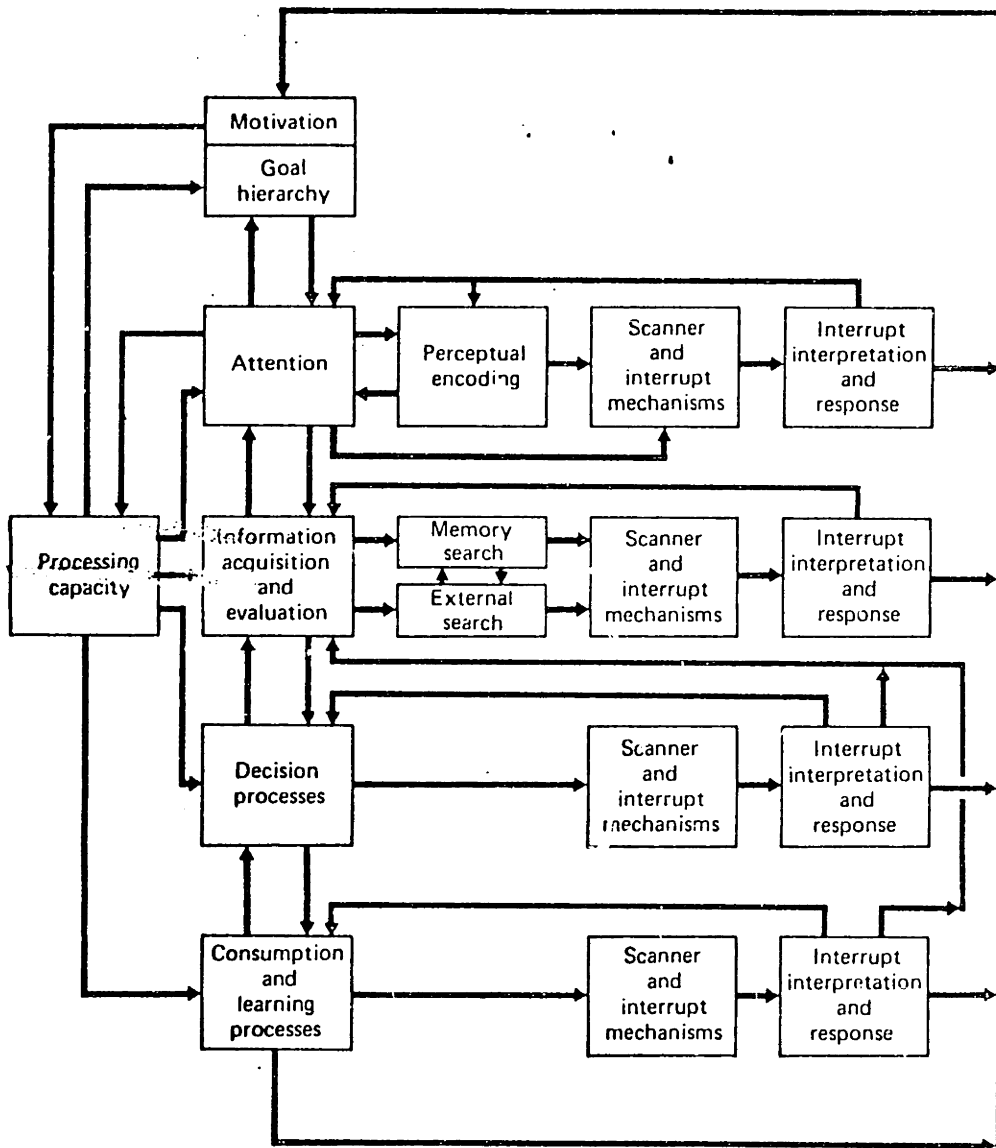 Motivation
Goal
hierarchy
Attention
Perceptual
encoding
Scanner
and
interrupt
mechanisms
Interrupt
interpretation
and
response
Processing
capacity
Information
acquisition
and
evaluation
Memory
search
External
search
Scanner
and
interrupt
mechanisms
Interrupt
interpretation
and
response
Decision
processes
Scanner
and
interrupt
mechanisms
Interrupt
interpretation
and
response
Consumption
and
learning
processes
Scanner
and
interrupt
mechanisms
Interrupt
interpretation
and
response